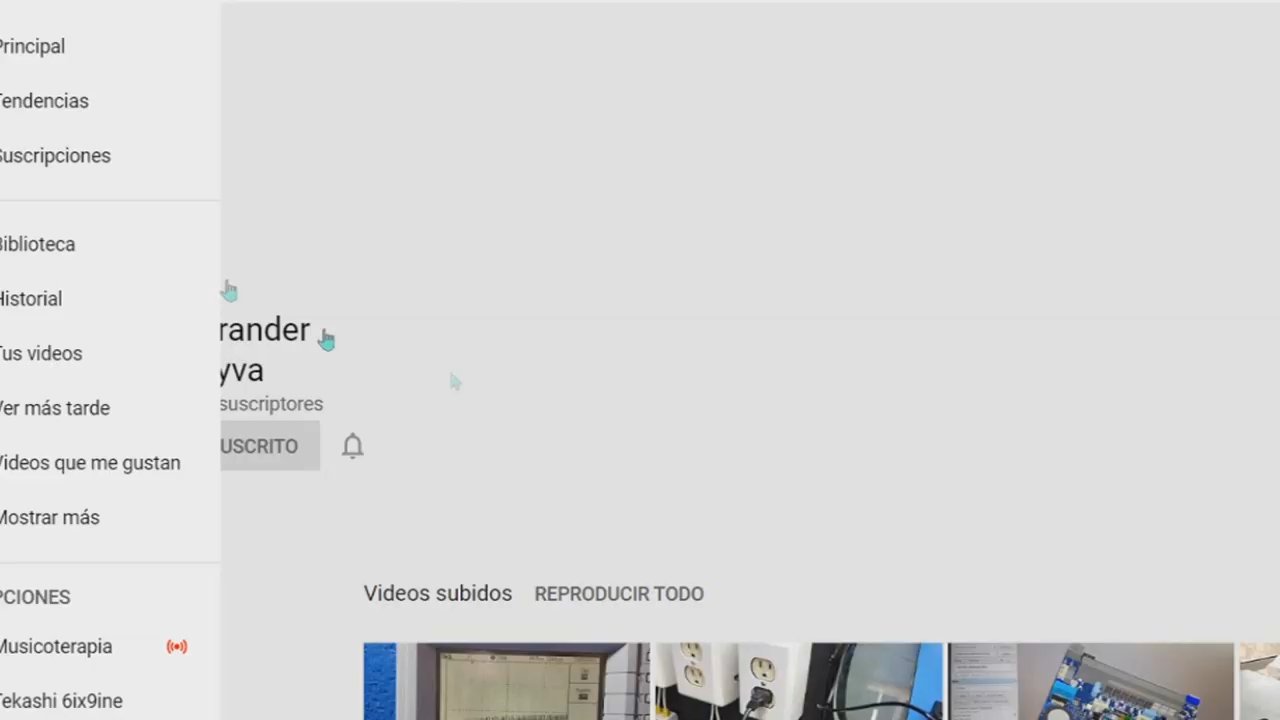 Principal
Tendencias
Suscripciones
Biblioteca
Historial
Tus videos
Ver más tarde
Videos que me gustan
Mostrar más
PCIONES
Musicoterapia
Tekashi 6ix9ine
rander
yva
suscriptores
USCRITO
Videos subidos REPRODUCIR TODO